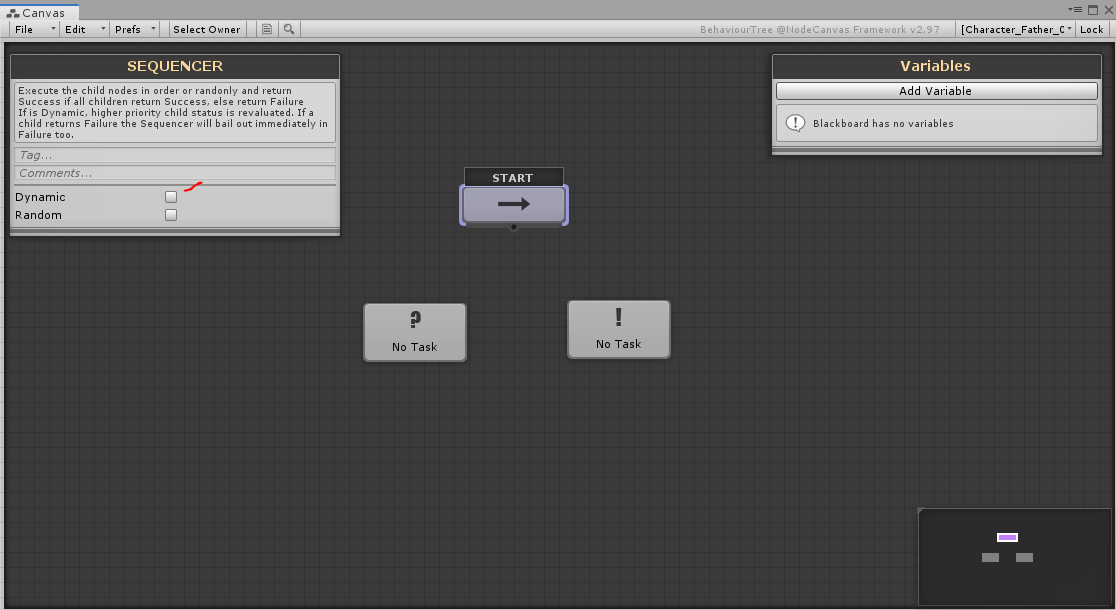 Canvas
File Edit Prefs Select Owner BehaviourTree @NodeCanvas Framework v2,97 [Character_Father_0 Lock
SEQUENCER
Execute the child nodes in order or randonly and return
Success if all children return Success, else return Failure
If is Dynamic, higher priority child status is revaluated. If a
child returns Failure the Sequencer will bail out immediately in
Failure too.
Tag...
Comments...
Dynamic
Random
Variables
Add Variable
Blackboard has no variables
START
? 
No Task
!
No Task